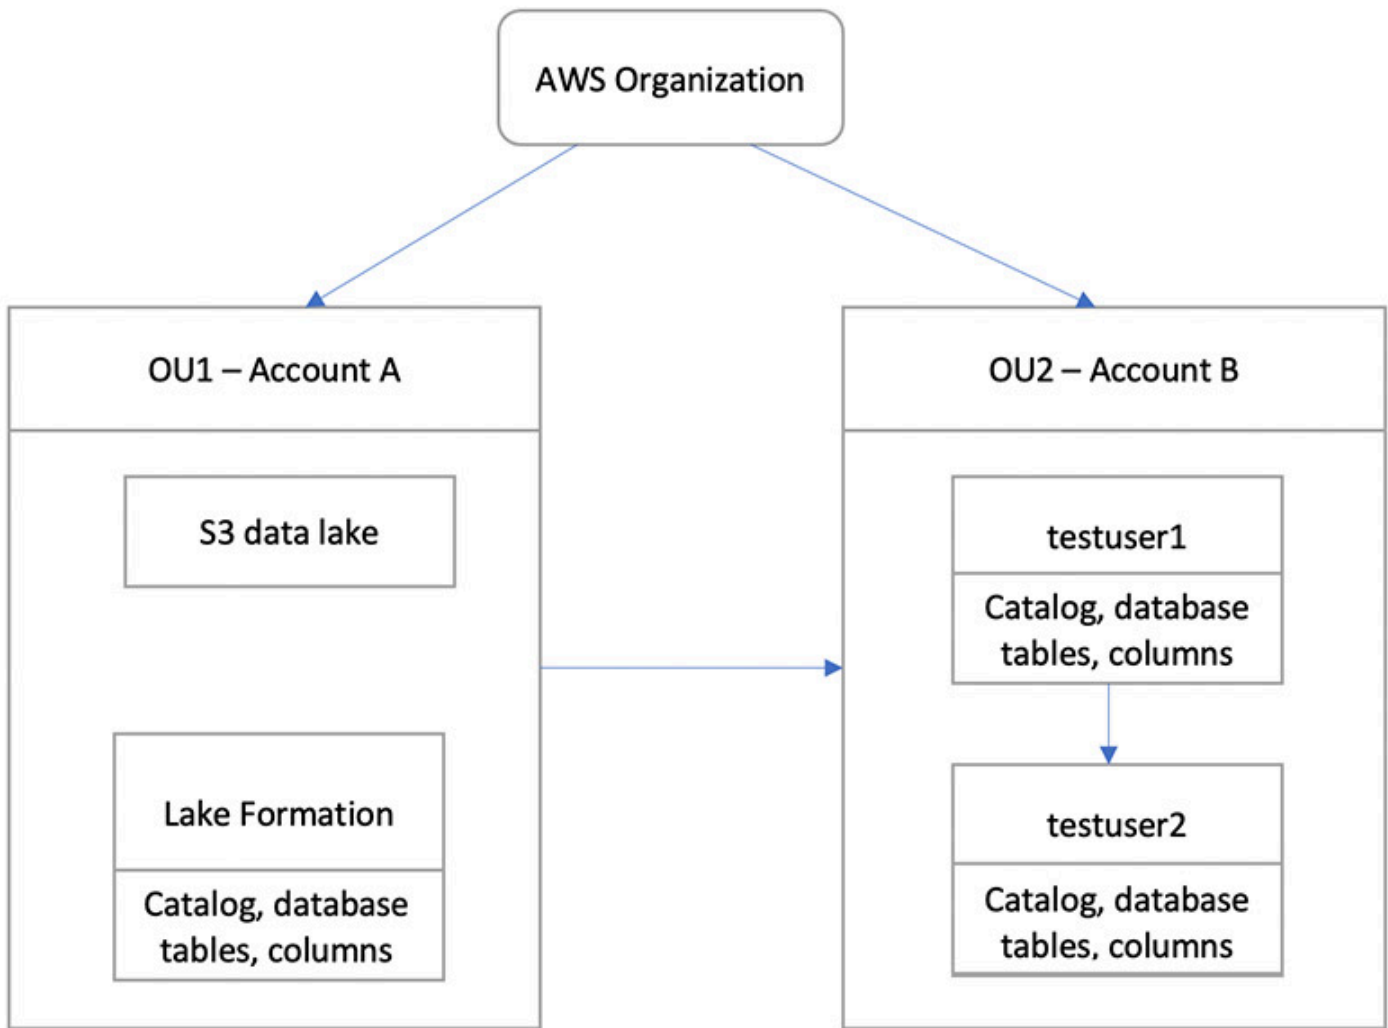 AWS Organization
OU1 – Account A
S3 data lake
Lake Formation
Catalog, database
tables, columns
OU2 – Account B
testuser1
Catalog, database
tables, columns
testuser2
Catalog, database
tables, columns